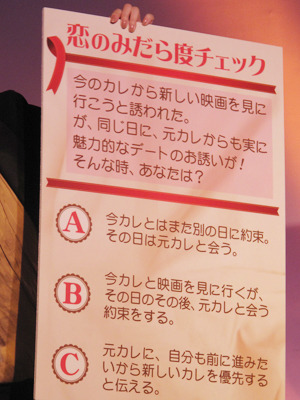 恋のみだら度チェック
今のカレから新しい映画を見に
行こうと誘われた。
が、同じ日に、元カレからも実に
魅力的なデートのお誘いが!
そんな時、あなたは?
A 今カレとはまた別の日に約束。
その日は元カレと会う。
B 今カレと映画を見に行くが、
その日のその後、元カレと会う
約束をする。
C 元カレに、自分も前に進みた
いから新しいカレを優先する
と伝える。